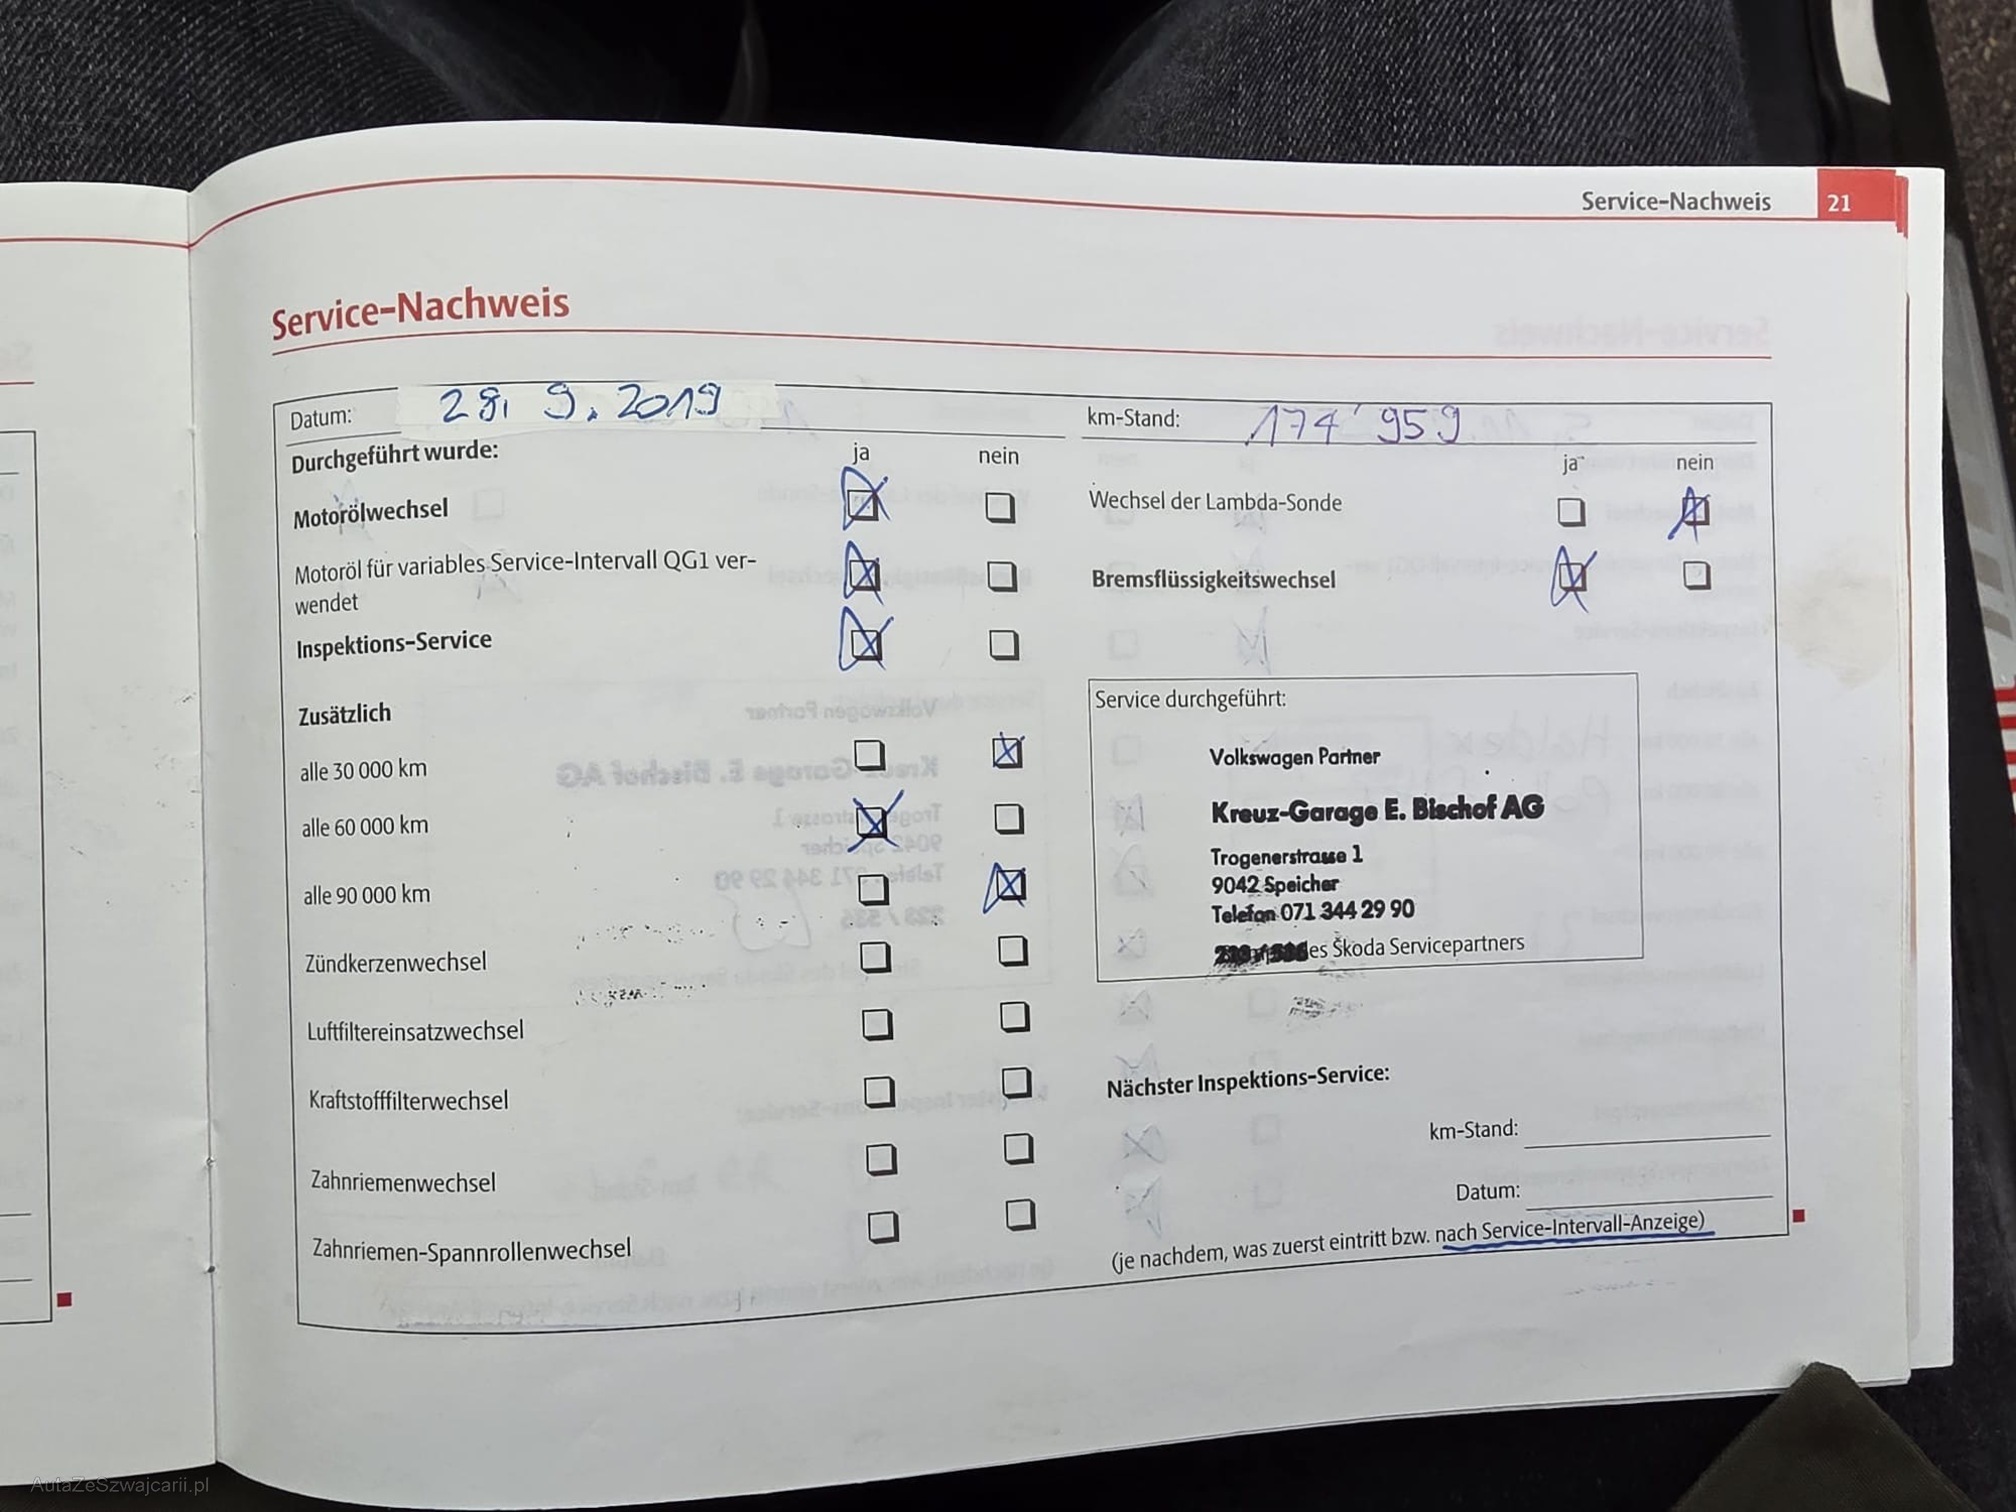 Service-Nachweis 21
Service-Nachweis
Datum: 28. 9. 2019
km-Stand: 174'959
Durchgeführt wurde: ja nein
ja nein
Motorölwechsel
Wechsel der Lambda-Sonde
Motoröl für variables Service-Intervall QG1 ver-
wendet
Bremsflüssigkeitswechsel
Inspektions-Service
Zusätzlich
alle 30 000 km
alle 60 000 km
alle 90 000 km
Zündkerzenwechsel
Luftfiltereinsatzwechsel
Kraftstofffilterwechsel
Zahnriemenwechsel
Zahnriemen-Spannrollenwechsel
Service durchgeführt:
Volkswagen Partner
Kreuz-Garage E. Bischof AG
Trogenerstrasse 1
9042 Speicher
Telefon 071 344 29 90
es Škoda Servicepartners
Nächster Inspektions-Service:
km-Stand:
Datum:
(je nachdem, was zuerst eintritt bzw. nach Service-Intervall-Anzeige)
AutaZeSzwajcarii.pl